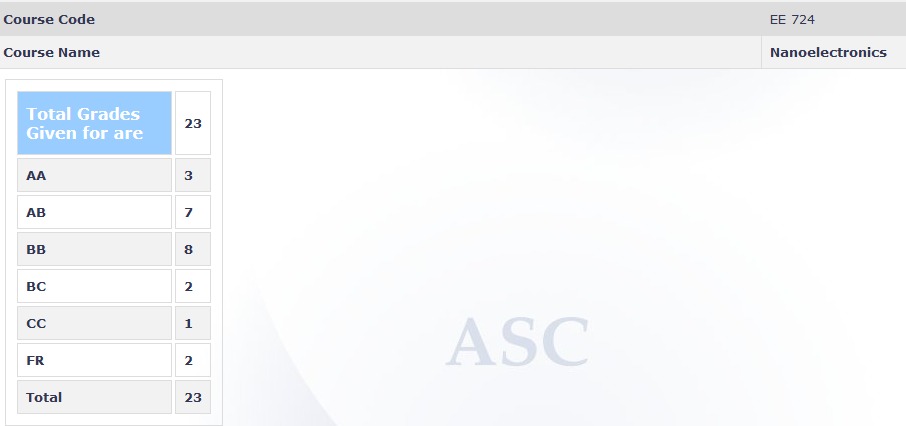 Course Code EE 724
Course Name Nanoelectronics
Total Grades
Given for are 23
AA 3
AB 7
BB 8
BC 2
CC 1
FR 2
Total 23
ASC